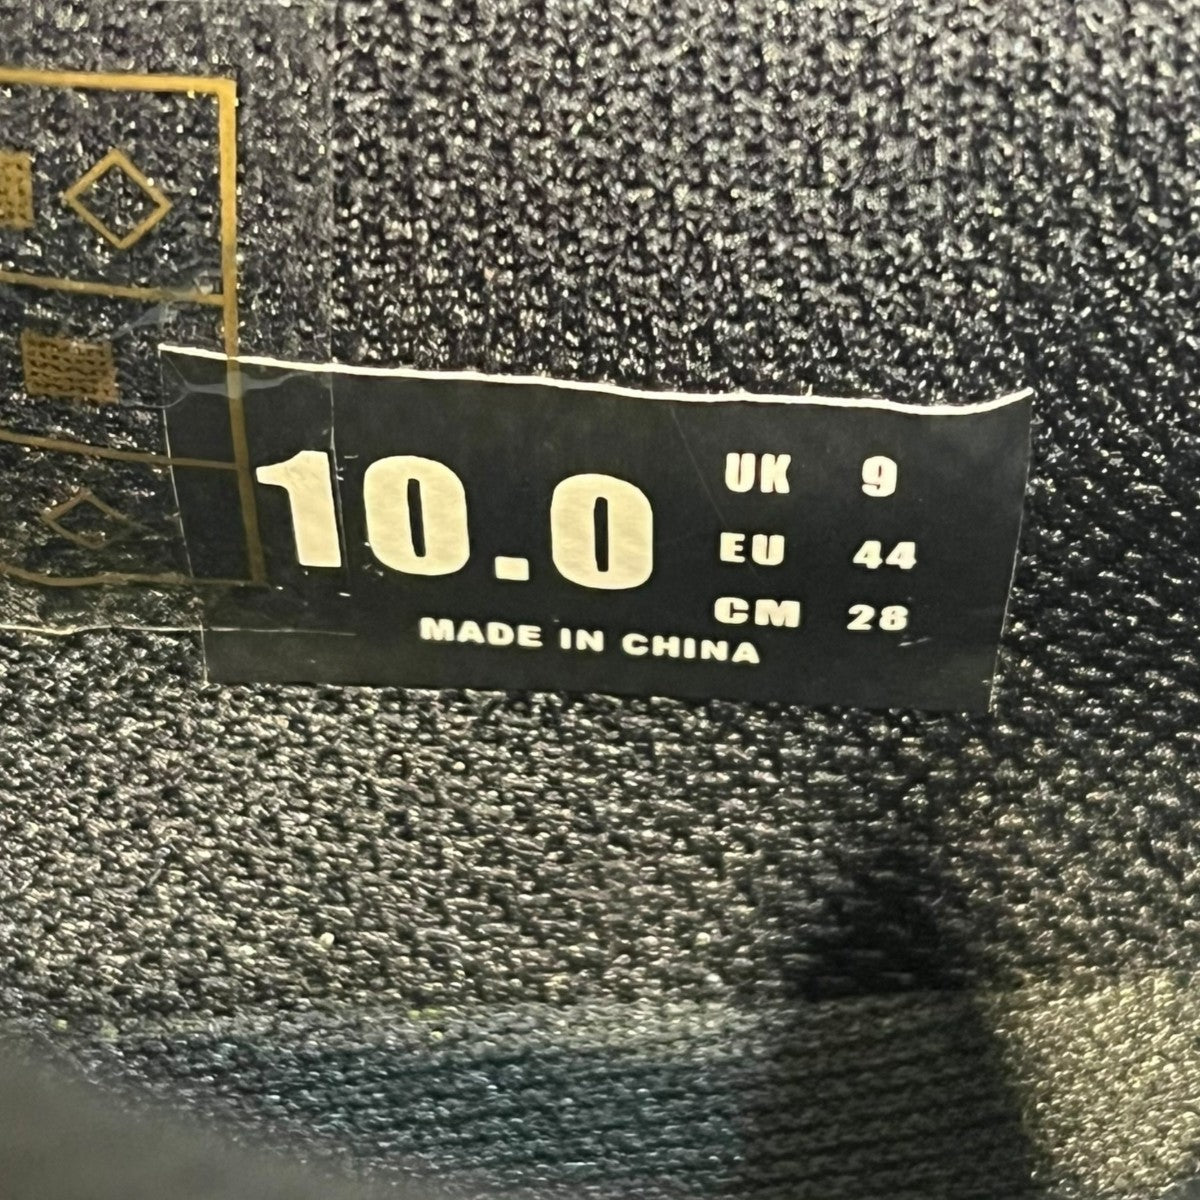 10.0
UK 9
EU 44
CM 28
MADE IN CHINA